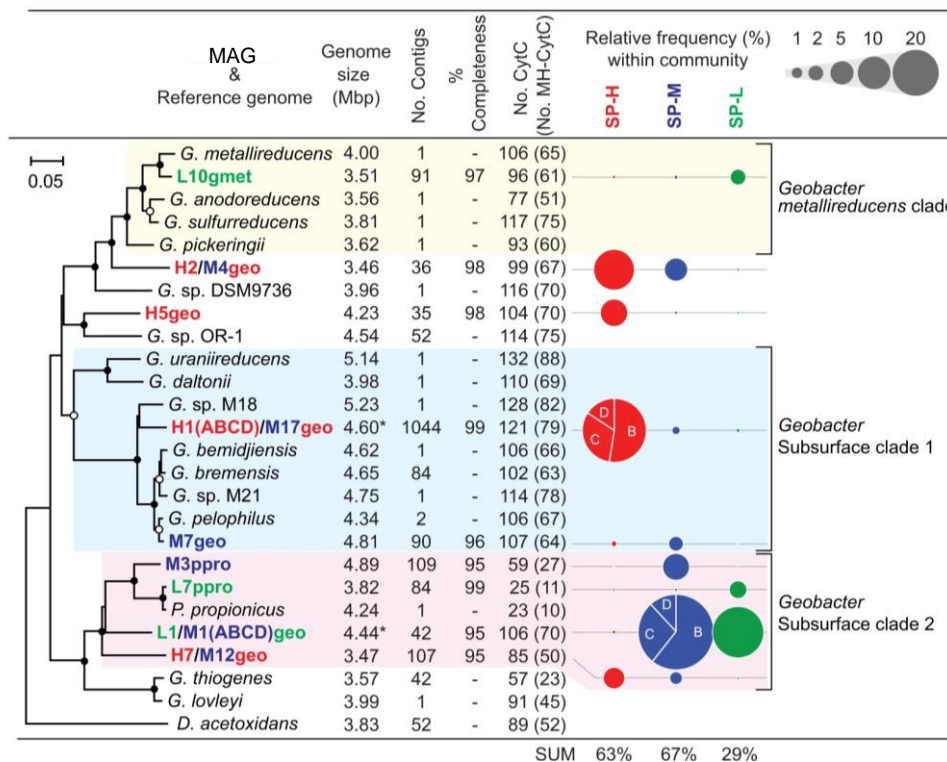 MAG
&
Reference genome
Genome
size
(Mbp)
No. Contigs
%
Completeness
No. CytC
(No. MH-CytC)
Relative frequency (%)
within community
SP-H
SP-M
SP-L
1 2 5 10 20
0.05
G. metallireducens 4.00 1 - 106 (65)
L10gmet 3.51 91 97 96 (61)
G. anodoreducens 3.56 1 - 77 (51)
G. sulfurreducens 3.81 1 - 117 (75)
G. pickeringii 3.62 1 - 93 (60)
Geobacter
metallireducens clade
H2/M4geo 3.46 36 98 99 (67)
G. sp. DSM9736 3.96 1 - 116 (70)
H5geo 4.23 35 98 104 (70)
G. sp. OR-1 4.54 52 - 114 (75)
G. uraniireducens 5.14 1 - 132 (88)
G. daltonii 3.98 1 - 110 (69)
G. sp. M18 5.23 1 - 128 (82)
H1(ABCD)/M17geo 4.60* 1044 99 121 (79)
D
C
B
G. bemidjiensis 4.62 1 - 106 (66)
G. bremensis 4.65 84 - 102 (63)
G. sp. M21 4.75 1 - 114 (78)
G. pelophilus 4.34 2 - 106 (67)
M7geo 4.81 90 96 107 (64)
Geobacter
Subsurface clade 1
M3ppro 4.89 109 95 59 (27)
L7ppro 3.82 84 99 25 (11)
P. propionicus 4.24 1 - 23 (10)
L1/M1(ABCD)geo 4.44* 42 95 106 (70)
D
C
B
H7/M12geo 3.47 107 95 85 (50)
Geobacter
Subsurface clade 2
G. thiogenes 3.57 42 - 57 (23)
G. lovleyi 3.99 1 - 91 (45)
D. acetoxidans 3.83 52 - 89 (52)
SUM 63% 67% 29%